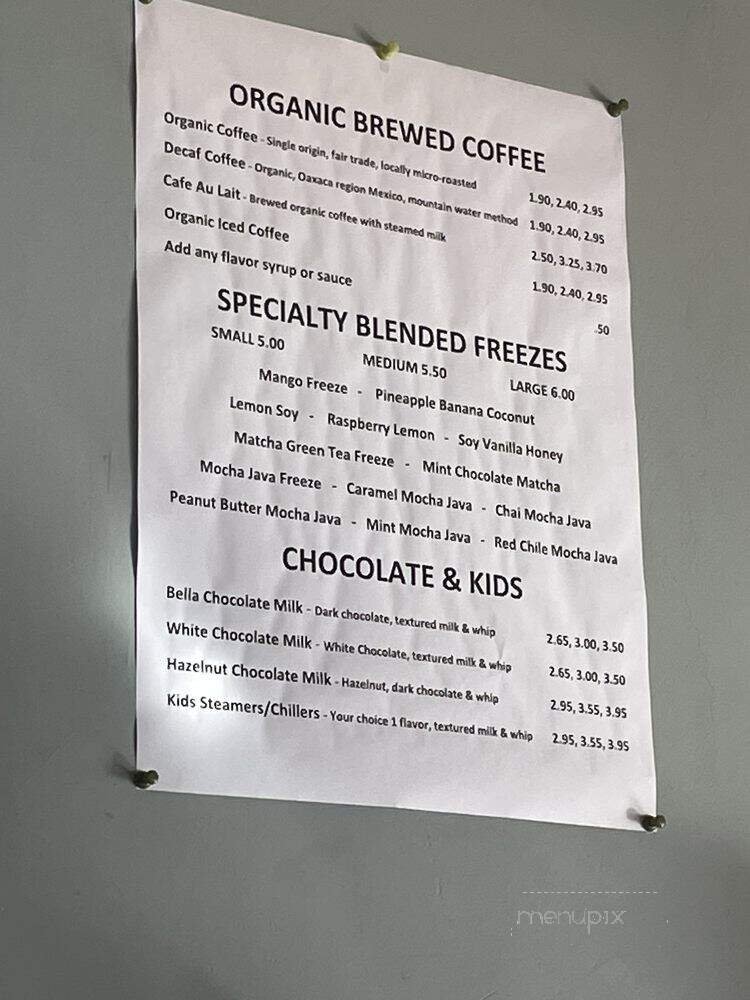 ORGANIC BREWED COFFEE
Organic Coffee - Single origin, fair trade, locally micro-roasted 1.90, 2.40, 2.95
Decaf Coffee - Organic, Oaxaca region Mexico, mountain water method 1.90, 2.40, 2.95
Cafe Au Lait - Brewed organic coffee with steamed milk 2.50, 3.25, 3.70
Organic Iced Coffee 1.90, 2.40, 2.95
Add any flavor syrup or sauce .50
SPECIALTY BLENDED FREEZES
SMALL 5.00 MEDIUM 5.50 LARGE 6.00
Mango Freeze - Pineapple Banana Coconut
Lemon Soy - Raspberry Lemon - Soy Vanilla Honey
Matcha Green Tea Freeze - Mint Chocolate Matcha
Mocha Java Freeze - Caramel Mocha Java - Chai Mocha Java
Peanut Butter Mocha Java - Mint Mocha Java - Red Chile Mocha Java
CHOCOLATE & KIDS
Bella Chocolate Milk - Dark chocolate, textured milk & whip 2.65, 3.00, 3.50
White Chocolate Milk - White Chocolate, textured milk & whip 2.65, 3.00, 3.50
Hazelnut Chocolate Milk - Hazelnut, dark chocolate & whip 2.95, 3.55, 3.95
Kids Steamers/Chillers - Your choice 1 flavor, textured milk & whip 2.95, 3.55, 3.95
menupix